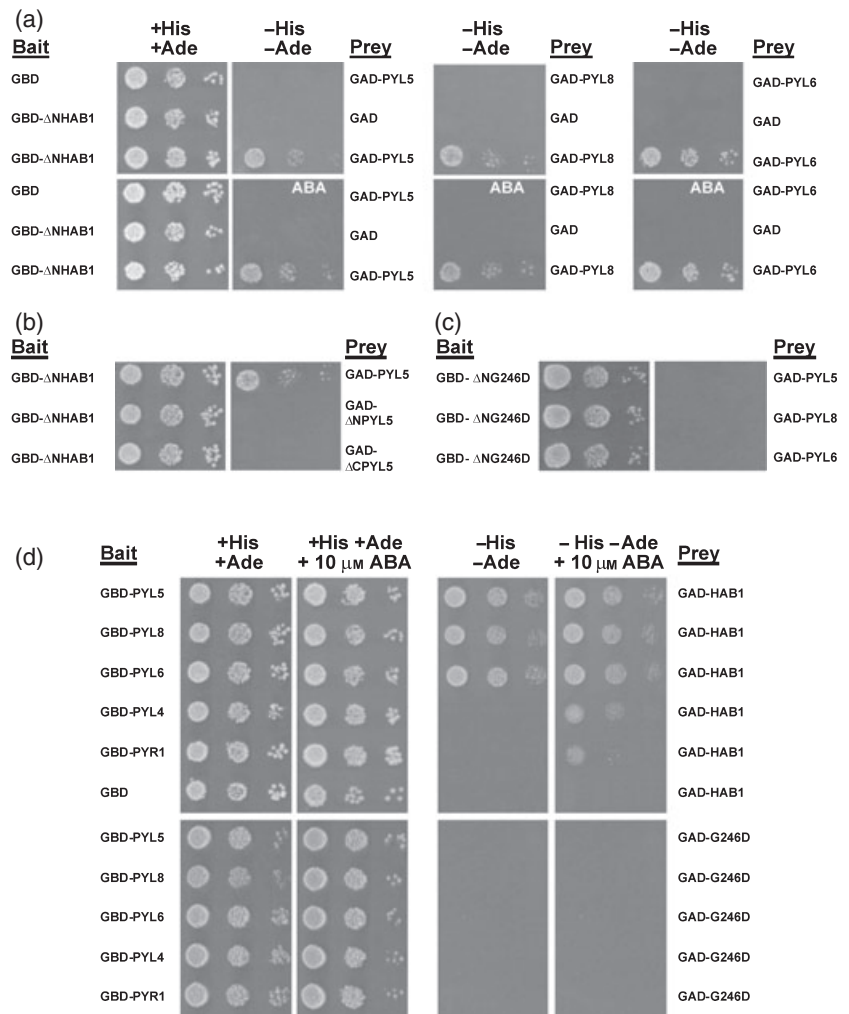 (a)
+His –His –His –His
Bait +Ade –Ade Prey –Ade Prey –Ade Prey
GBD GAD-PYL5 GAD-PYL8 GAD-PYL6
GBD-ΔNHAB1 GAD GAD GAD
GBD-ΔNHAB1 GAD-PYL5 GAD-PYL8 GAD-PYL6
GBD ABA GAD-PYL5 ABA GAD-PYL8 ABA GAD-PYL6
GBD-ΔNHAB1 GAD GAD GAD
GBD-ΔNHAB1 GAD-PYL5 GAD-PYL8 GAD-PYL6
(b)
Bait Prey
GBD-ΔNHAB1 GAD-PYL5
GBD-ΔNHAB1 GAD-
ΔNPYL5
GBD-ΔNHAB1 GAD-
ΔCPYL5
(c)
Bait Prey
GBD- ΔNG246D GAD-PYL5
GBD- ΔNG246D GAD-PYL8
GBD- ΔNG246D GAD-PYL6
(d)
+His +His +Ade –His – His –Ade
Bait +Ade + 10 μM ABA –Ade + 10 μM ABA Prey
GBD-PYL5 GAD-HAB1
GBD-PYL8 GAD-HAB1
GBD-PYL6 GAD-HAB1
GBD-PYL4 GAD-HAB1
GBD-PYR1 GAD-HAB1
GBD GAD-HAB1
GBD-PYL5 GAD-G246D
GBD-PYL8 GAD-G246D
GBD-PYL6 GAD-G246D
GBD-PYL4 GAD-G246D
GBD-PYR1 GAD-G246D